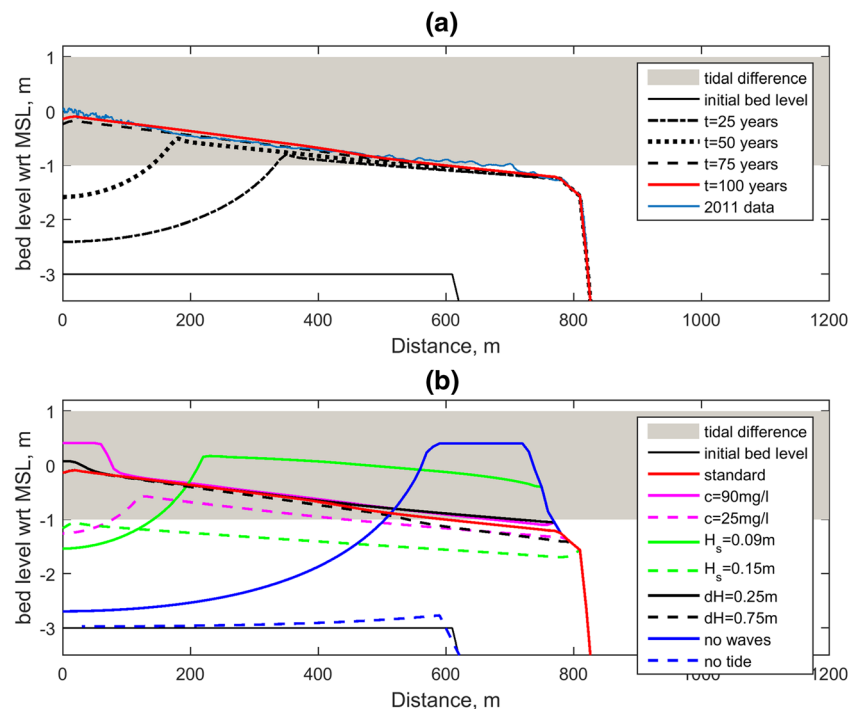 (a)
1
0
-1
-2
-3
bed level wrt MSL, m
0 200 400 600 800 1000 1200
Distance, m
tidal difference
initial bed level
t=25 years
t=50 years
t=75 years
t=100 years
2011 data
(b)
1
0
-1
-2
-3
bed level wrt MSL, m
0 200 400 600 800 1000 1200
Distance, m
tidal difference
initial bed level
standard
c=90mg/l
c=25mg/l
H_s=0.09m
H_s=0.15m
dH=0.25m
dH=0.75m
no waves
no tide